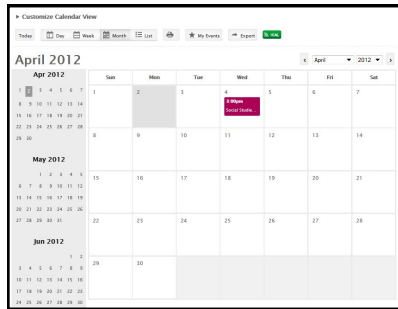 ▸ Customize Calendar View
Today Day Week Month List My Events Export iCAL
April 2012 ‹ April ▼ 2012 ▼ ›
Apr 2012
1 2 3 4 5 6 7
8 9 10 11 12 13 14
15 16 17 18 19 20 21
22 23 24 25 26 27 28
29 30
May 2012
1 2 3 4 5
6 7 8 9 10 11 12
13 14 15 16 17 18 19
20 21 22 23 24 25 26
27 28 29 30 31
Jun 2012
1 2
3 4 5 6 7 8 9
10 11 12 13 14 15 16
17 18 19 20 21 22 23
24 25 26 27 28 29 30
Sun Mon Tue Wed Thu Fri Sat
1 2 3 4 5 6 7
3:00pm
Social Studie...
8 9 10 11 12 13 14
15 16 17 18 19 20 21
22 23 24 25 26 27 28
29 30